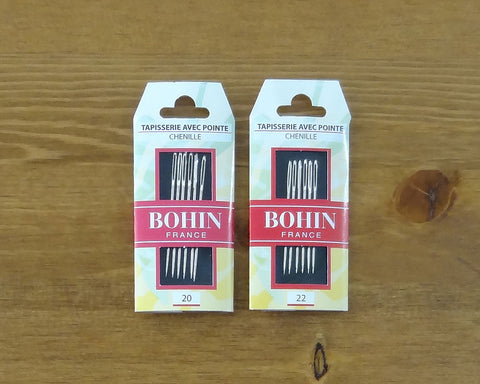 TAPISSERIE AVEC POINTE
CHENILLE
BOHIN
FRANCE
20
TAPISSERIE AVEC POINTE
CHENILLE
BOHIN
FRANCE
22